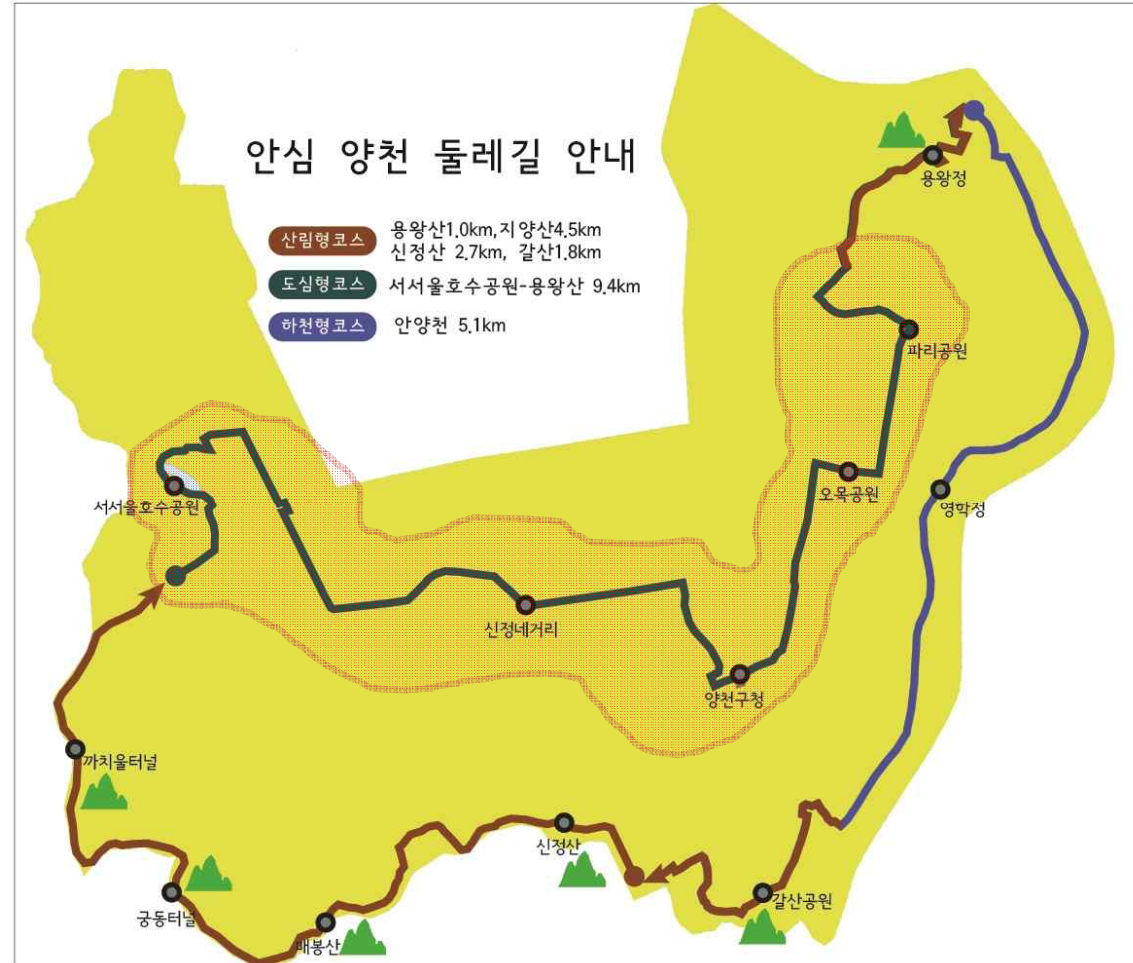 안심 양천 둘레길 안내
산림형코스 용왕산1.0km,지양산4.5km
신정산 2.7km, 갈산1.8km
도심형코스 서서울호수공원-용왕산 9.4km
하천형코스 안양천 5.1km
용왕정
파리공원
오목공원
영학정
서서울호수공원
신정네거리
양천구청
까치울터널
신정산
갈산공원
궁동터널
매봉산